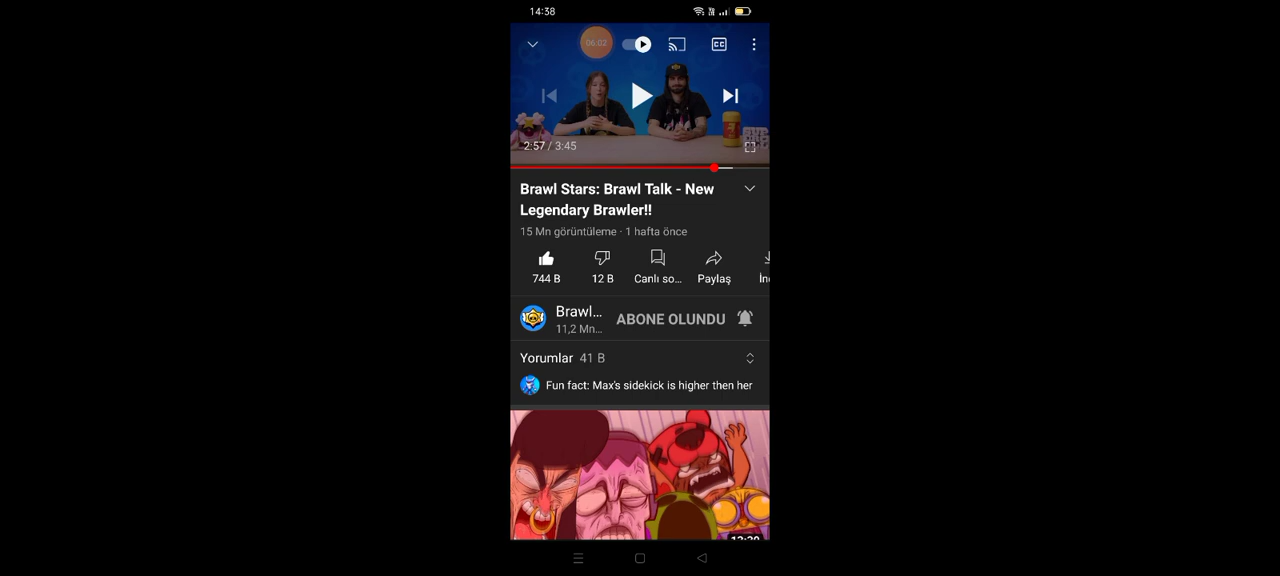 14:38
06:02
CC
2:57 / 3:45
Brawl Stars: Brawl Talk - New
Legendary Brawler!!
15 Mn görüntüleme · 1 hafta önce
744 B
12 B
Canlı so...
Paylaş
İn
Brawl...
11,2 Mn...
ABONE OLUNDU
Yorumlar 41 B
Fun fact: Max's sidekick is higher then her